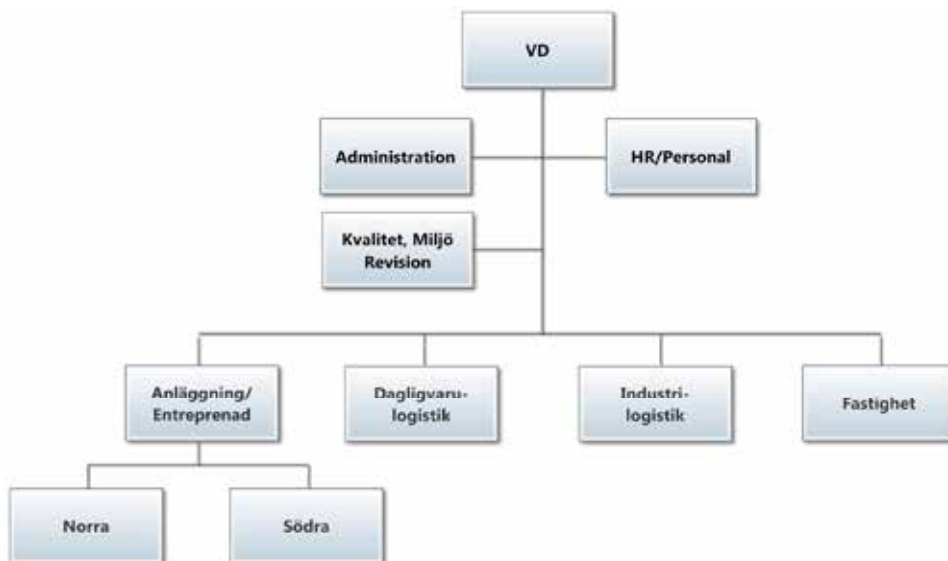 VD
Administration
HR/Personal
Kvalitet, Miljö
Revision
Anläggning/
Entreprenad
Dagligvaru-
logistik
Industri-
logistik
Fastighet
Norra
Södra